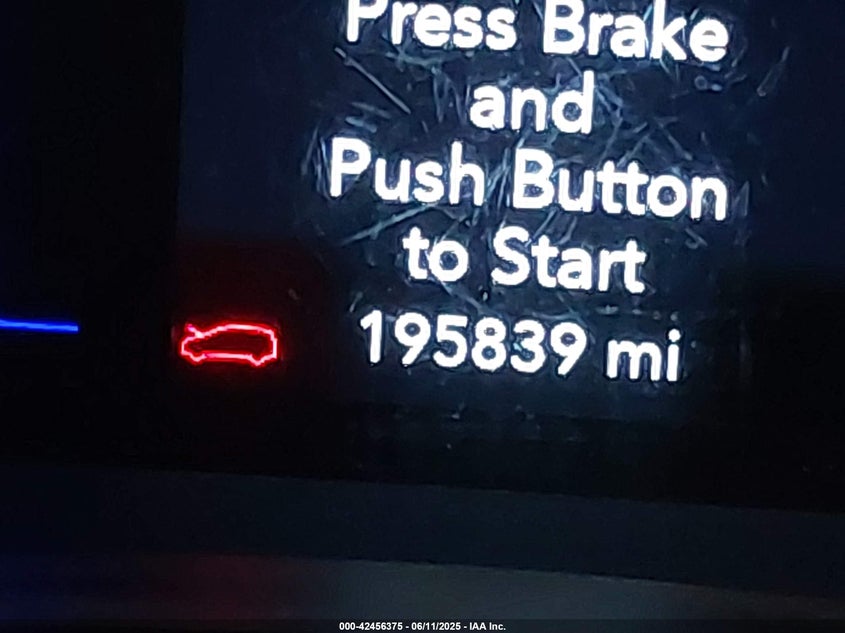 Press Brake
and
Push Button
to Start
195839 mi
000-42456375 - 06/11/2025 - IAA Inc.